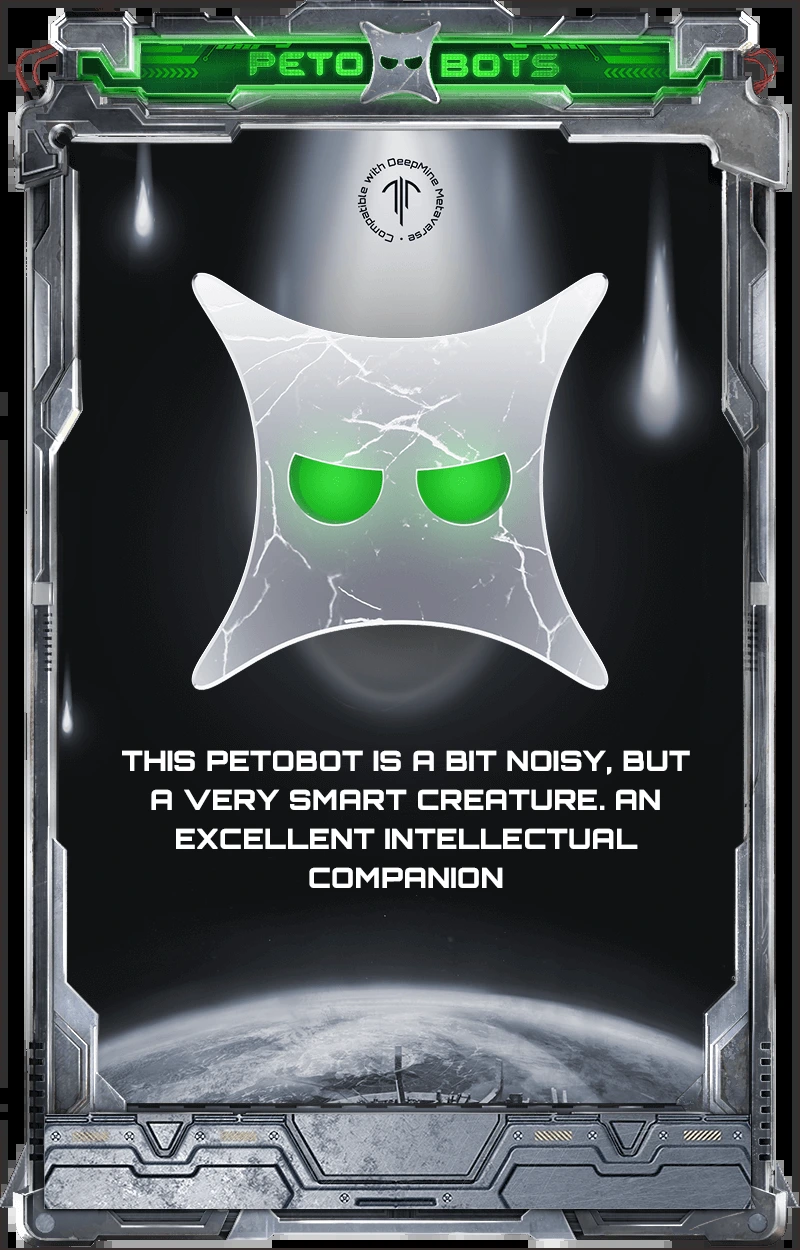 PETO BOTS
Compatible with DeepMine Metaverse •
THIS PETOBOT IS A BIT NOISY, BUT
A VERY SMART CREATURE. AN
EXCELLENT INTELLECTUAL
COMPANION